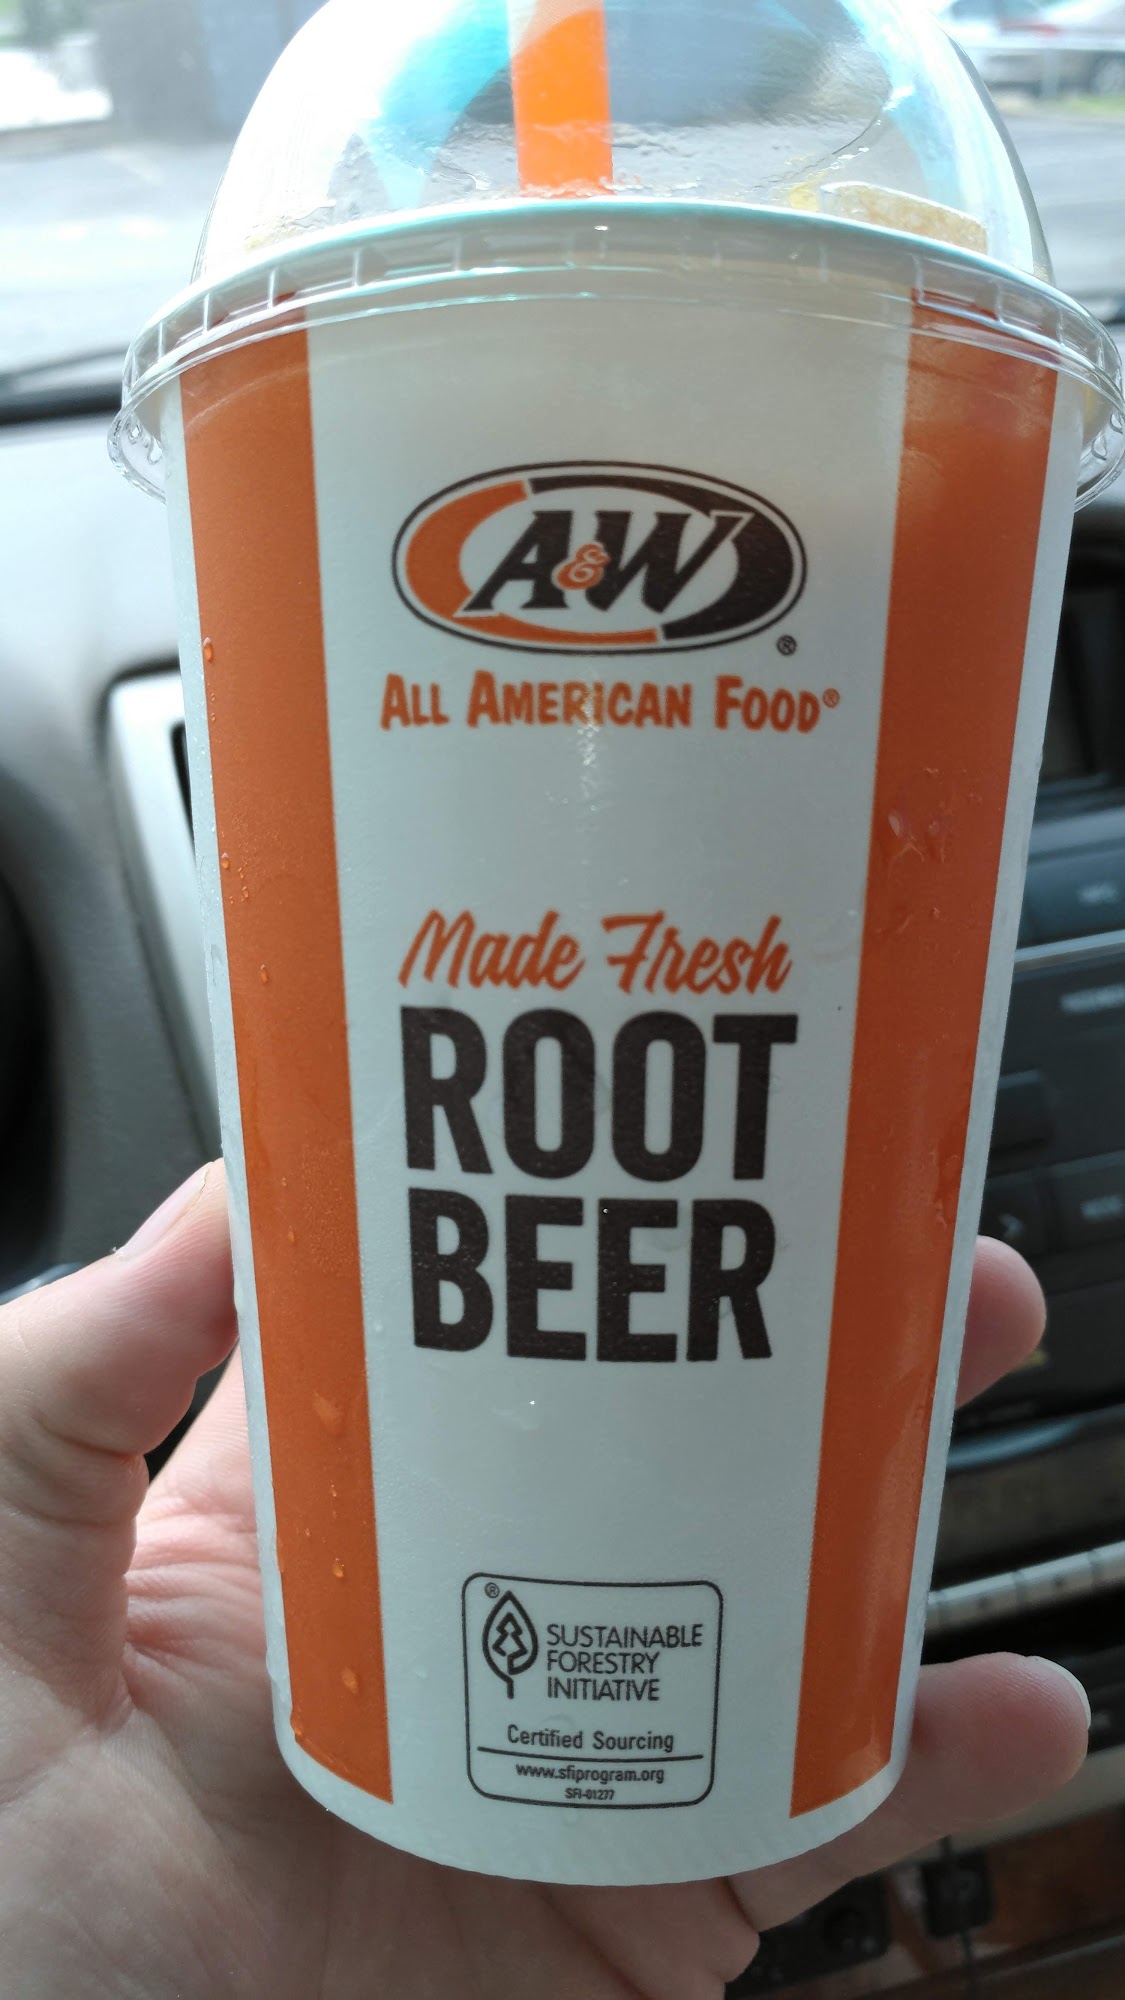 A&W®
ALL AMERICAN FOOD®
Made Fresh
ROOT
BEER
®
SUSTAINABLE
FORESTRY
INITIATIVE
Certified Sourcing
www.sfiprogram.org
SFI-01277